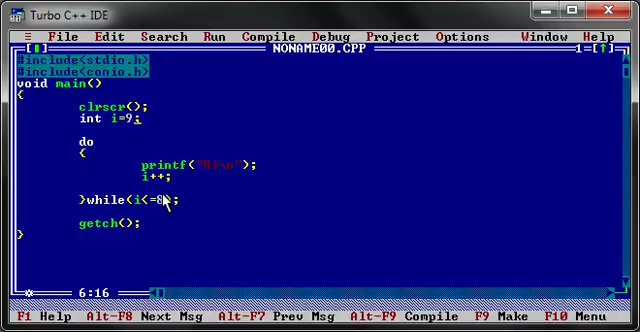 Turbo C++ IDE
≡ File Edit Search Run Compile Debug Project Options Window Help
[■] NONAME00.CPP 1=[↑]
#include<stdio.h>
#include<conio.h>
void main()
{
clrscr();
int i=9;
do
{
printf("Hi\n");
i++;
}while(i<=8);
getch();
}
6:16
F1 Help Alt-F8 Next Msg Alt-F7 Prev Msg Alt-F9 Compile F9 Make F10 Menu